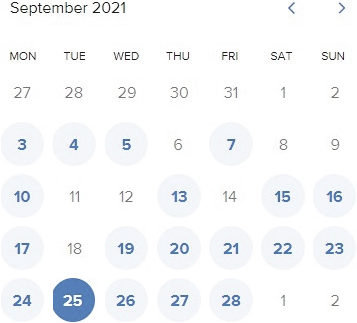 September 2021
MON TUE WED THU FRI SAT SUN
27 28 29 30 31 1 2
3 4 5 6 7 8 9
10 11 12 13 14 15 16
17 18 19 20 21 22 23
24 25 26 27 28 1 2